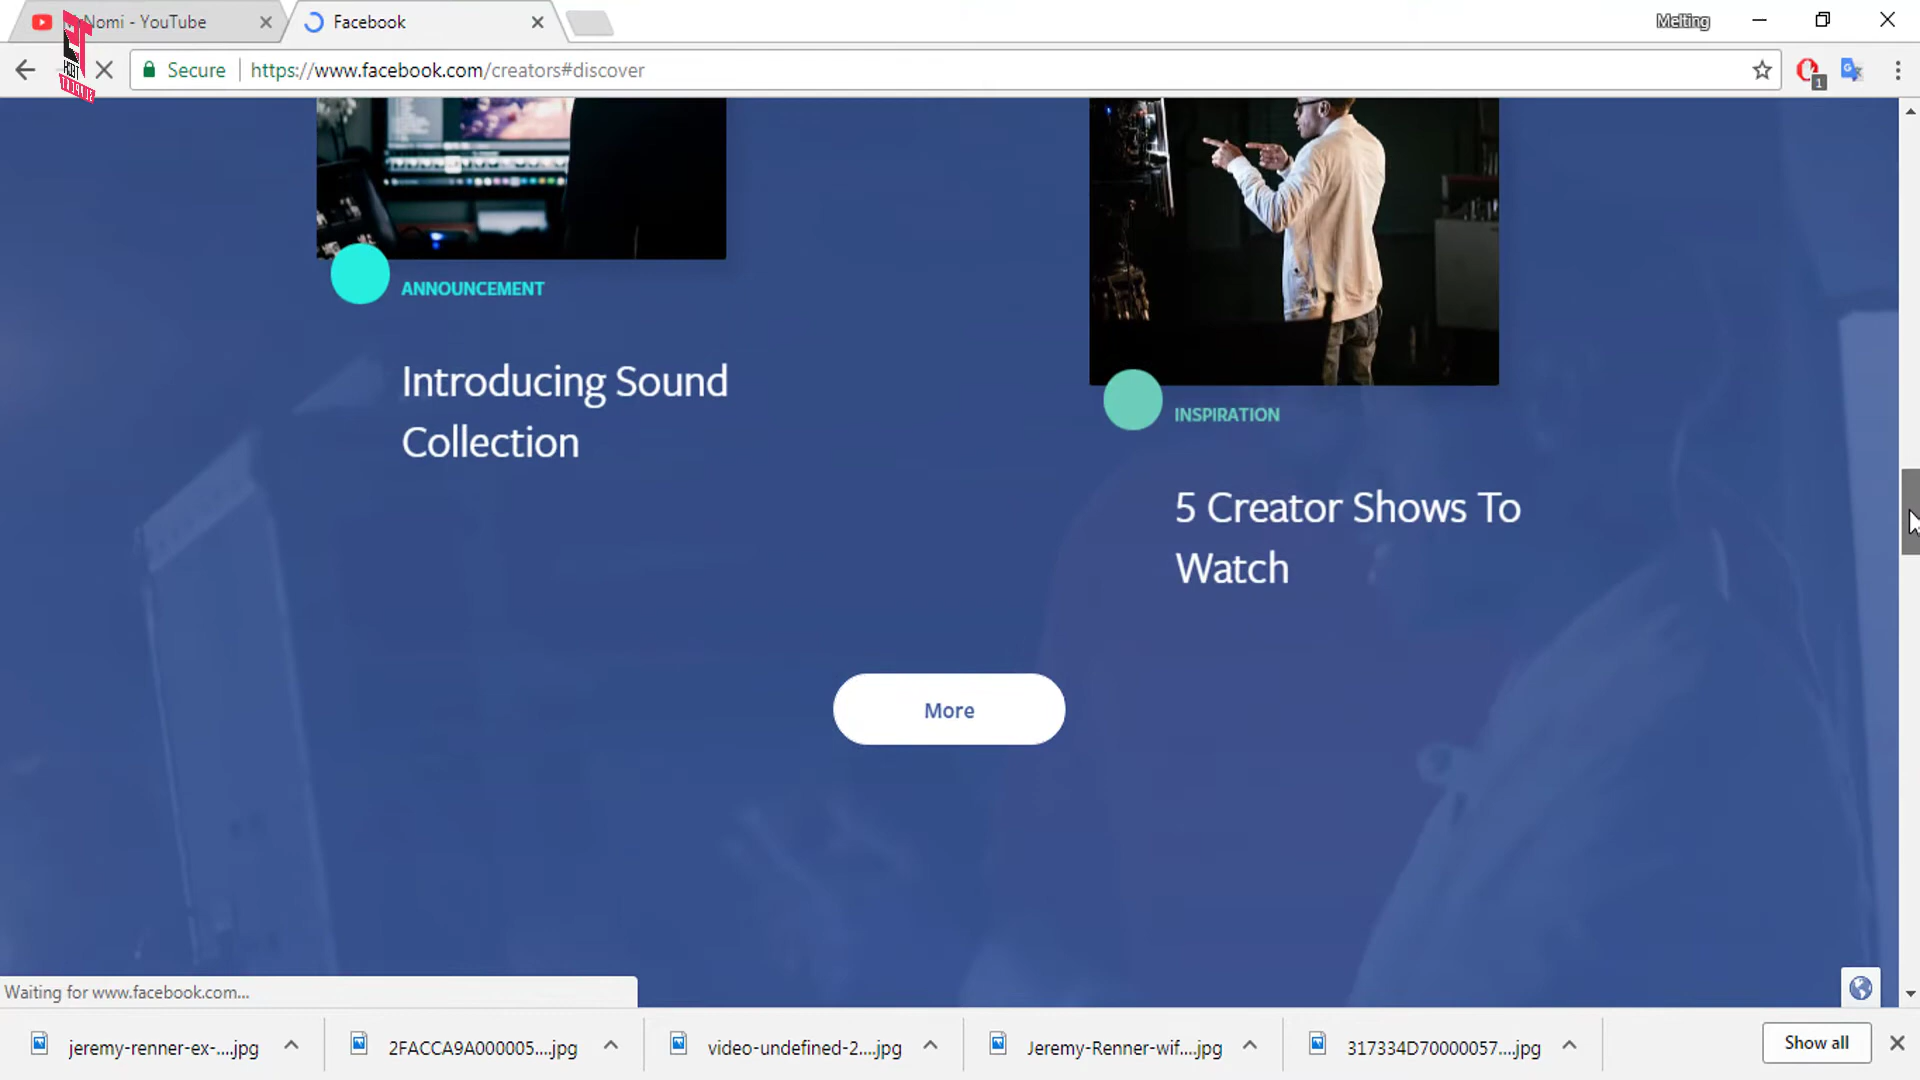 Nomi - YouTube
Facebook
Melting
Secure
https://www.facebook.com/creators#discover
1
ANNOUNCEMENT
Introducing Sound
Collection
INSPIRATION
5 Creator Shows To
Watch
More
Waiting for www.facebook.com...
jeremy-renner-ex-....jpg
2FACCA9A000005....jpg
video-undefined-2....jpg
Jeremy-Renner-wif....jpg
317334D70000057....jpg
Show all